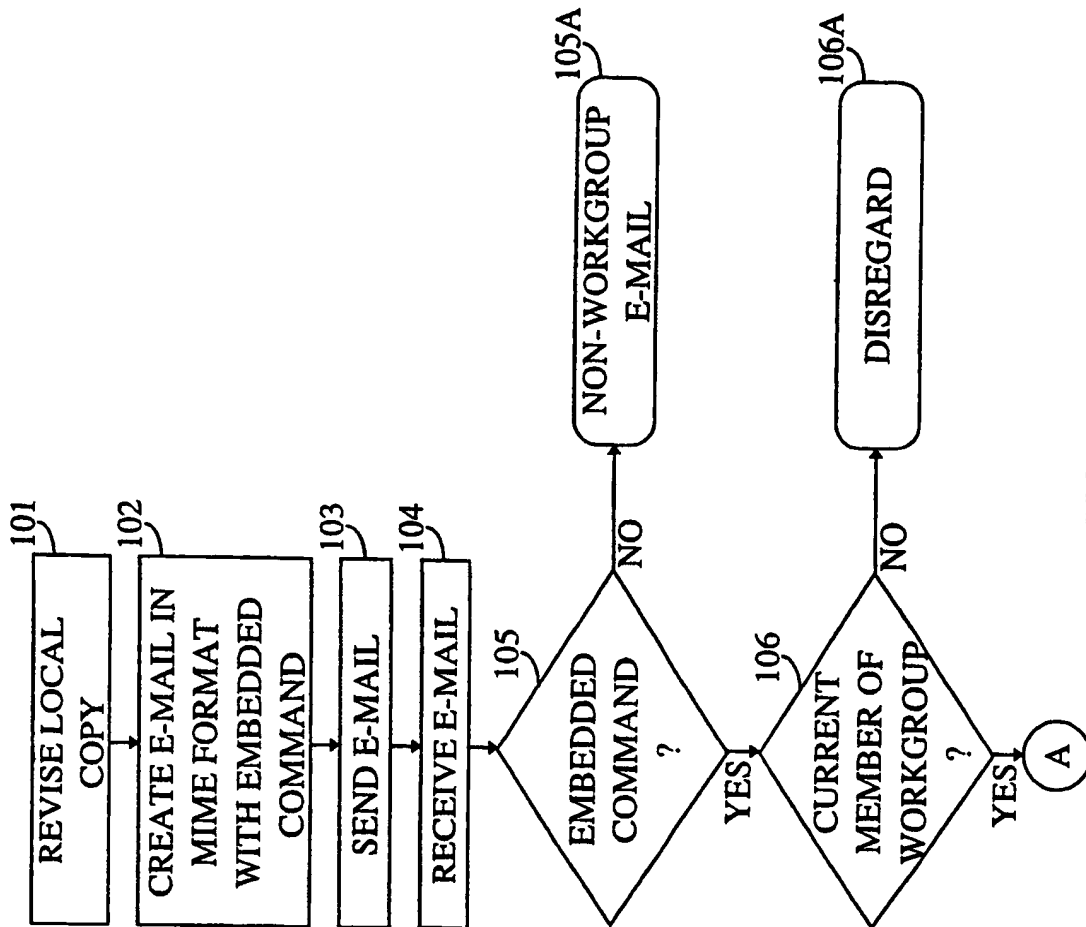 101
REVISE LOCAL
COPY
102
CREATE E-MAIL IN
MIME FORMAT
WITH EMBEDDED
COMMAND
103
SEND E-MAIL
104
RECEIVE E-MAIL
105
EMBEDDED
COMMAND
?
NO
105A
NON-WORKGROUP
E-MAIL
YES
106
CURRENT
MEMBER OF
WORKGROUP
?
NO
106A
DISREGARD
YES
A